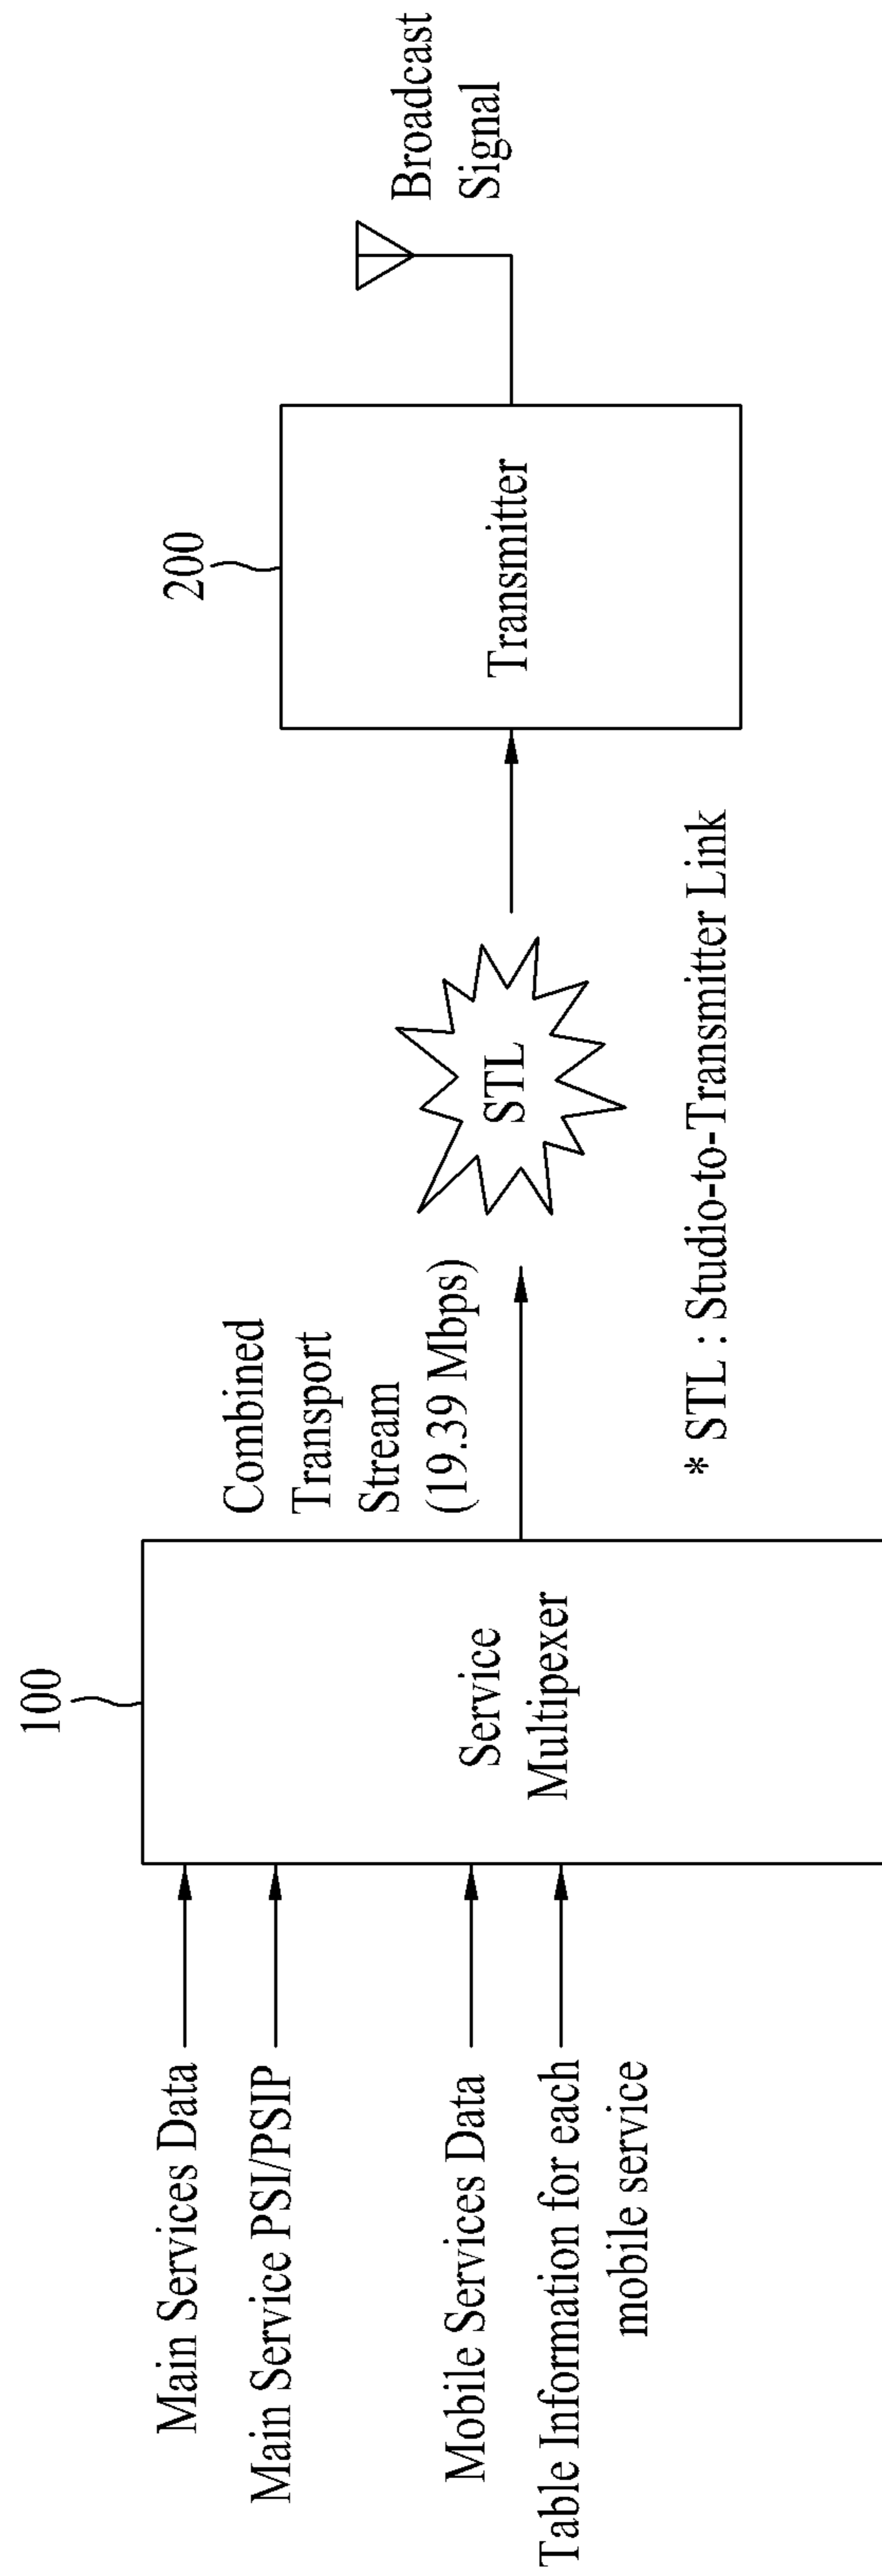 100
200
Main Services Data
Main Service PSI/PSIP
Mobile Services Data
Table Information for each
mobile service
Service
Multipexer
Combined
Transport
Stream
(19.39 Mbps)
STL
Transmitter
Broadcast
Signal
* STL : Studio-to-Transmitter Link